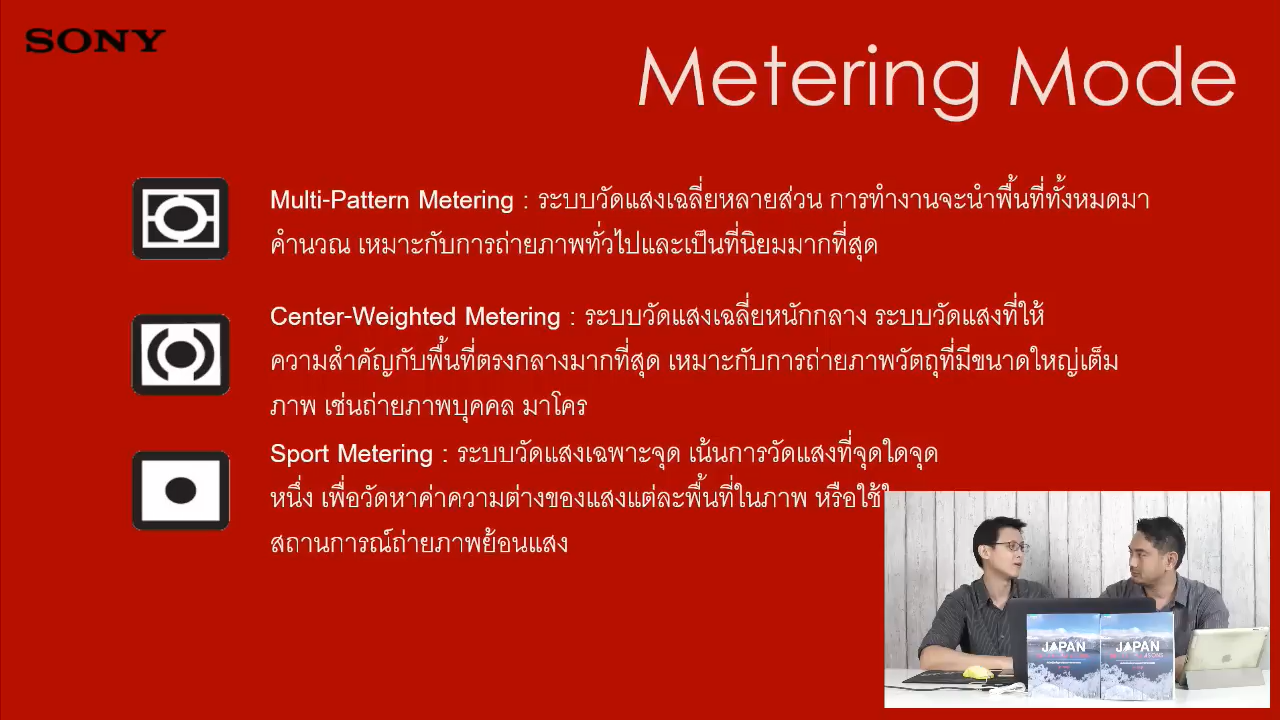 SONY
Metering Mode
Multi-Pattern Metering : ระบบวัดแสงเฉลี่ยหลายส่วน การทำงานจะนำพื้นที่ทั้งหมดมา
คำนวณ เหมาะกับการถ่ายภาพทั่วไปและเป็นที่นิยมมากที่สุด
Center-Weighted Metering : ระบบวัดแสงเฉลี่ยหนักกลาง ระบบวัดแสงที่ให้
ความสำคัญกับพื้นที่ตรงกลางมากที่สุด เหมาะกับการถ่ายภาพวัตถุที่มีขนาดใหญ่เต็ม
ภาพ เช่นถ่ายภาพบุคคล มาโคร
Sport Metering : ระบบวัดแสงเฉพาะจุด เน้นการวัดแสงที่จุดใดจุด
หนึ่ง เพื่อวัดหาค่าความต่างของแสงแต่ละพื้นที่ในภาพ หรือใช้
สถานการณ์ถ่ายภาพย้อนแสง
JAPAN
JAPAN